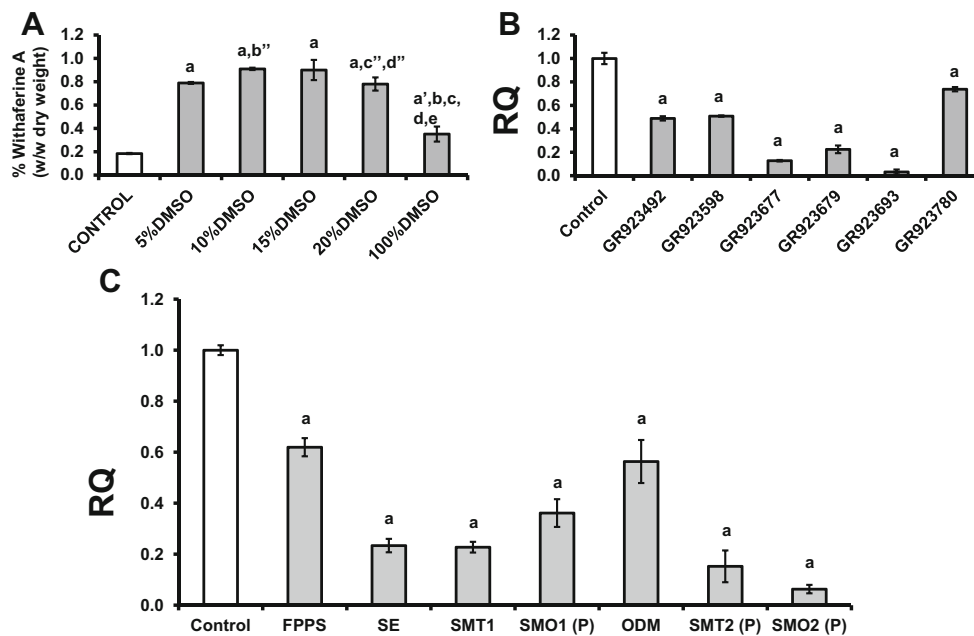 A
% Withaferine A
(w/w dry weight)
1.2
1.0
0.8
0.6
0.4
0.2
0.0
a
a,b’’
a
a,c’’,d’’
a’,b,c,
d,e
CONTROL
5%DMSO
10%DMSO
15%DMSO
20%DMSO
100%DMSO
B
RQ
1.2
1.0
0.8
0.6
0.4
0.2
0.0
a
a
a
a
a
a
Control
GR923492
GR923598
GR923677
GR923679
GR923693
GR923780
C
RQ
1.2
1.0
0.8
0.6
0.4
0.2
0.0
a
a
a
a
a
a
a
Control FPPS SE SMT1 SMO1 (P) ODM SMT2 (P) SMO2 (P)